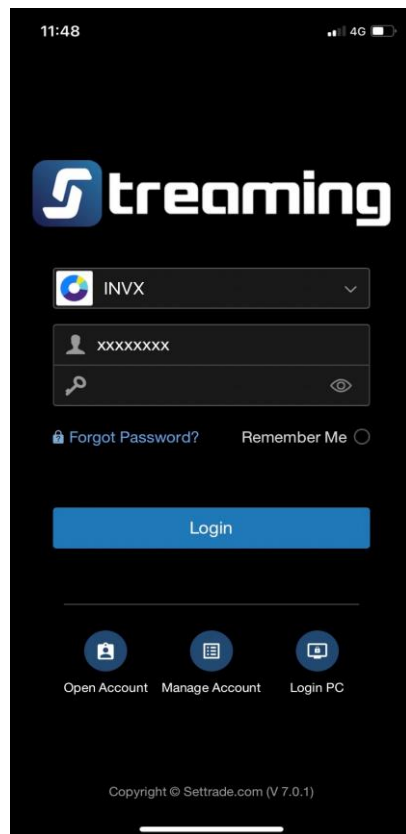 11:48
4G
Streaming
INVX
xxxxxxxx
Forgot Password? Remember Me
Login
Open Account Manage Account Login PC
Copyright © Settrade.com (V 7.0.1)